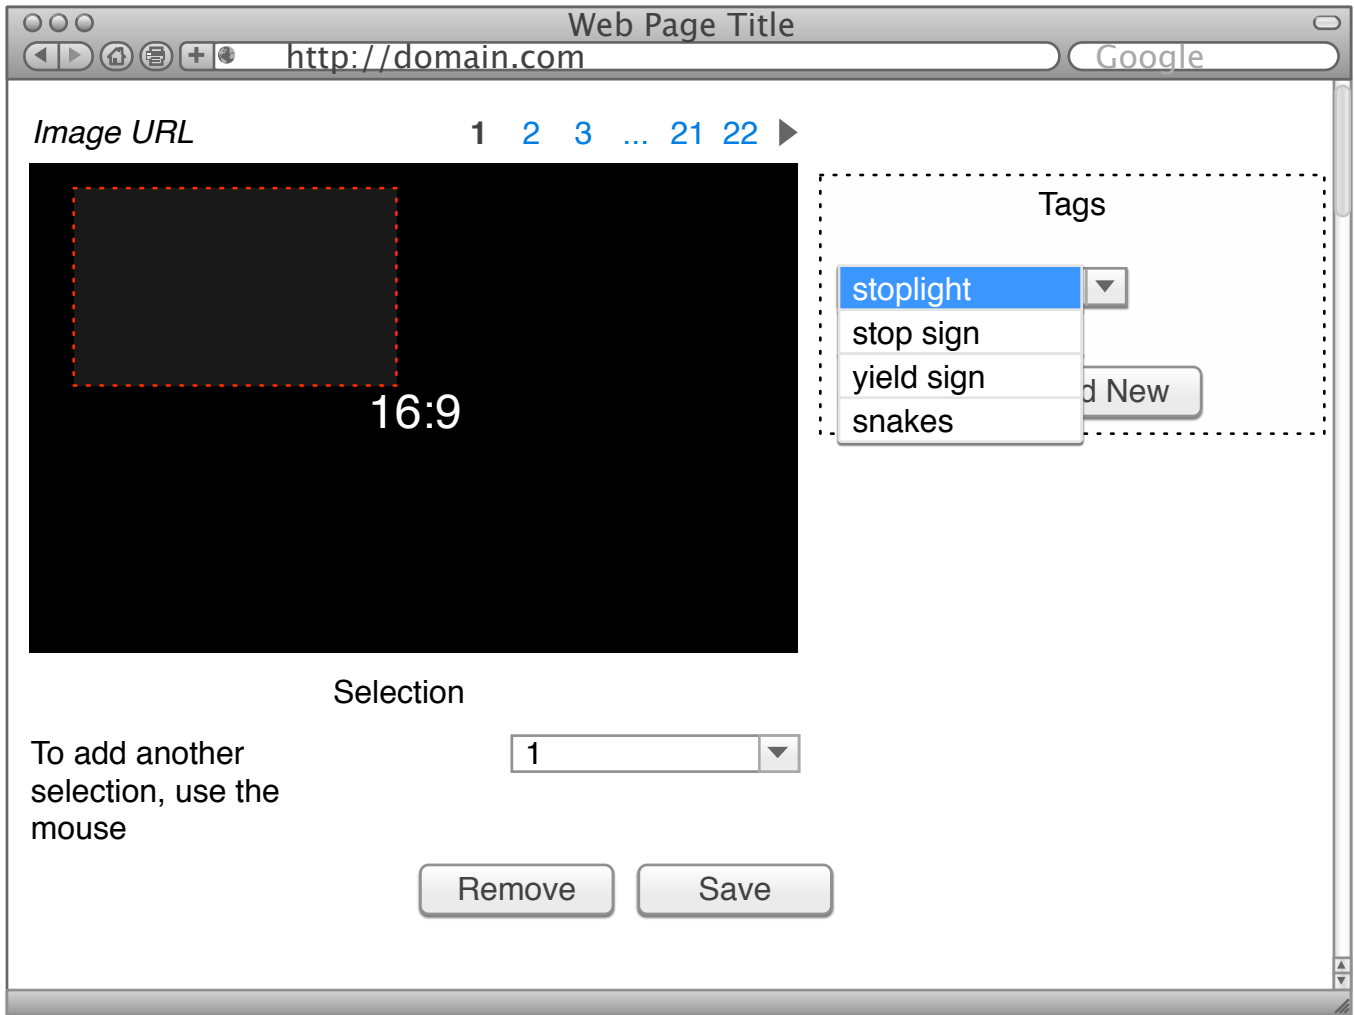 Web Page Title
http://domain.com
Google
Image URL
1 2 3 ... 21 22
Tags
stoplight
stop sign
yield sign
d New
snakes
16:9
Selection
To add another
selection, use the
mouse
1
Remove
Save